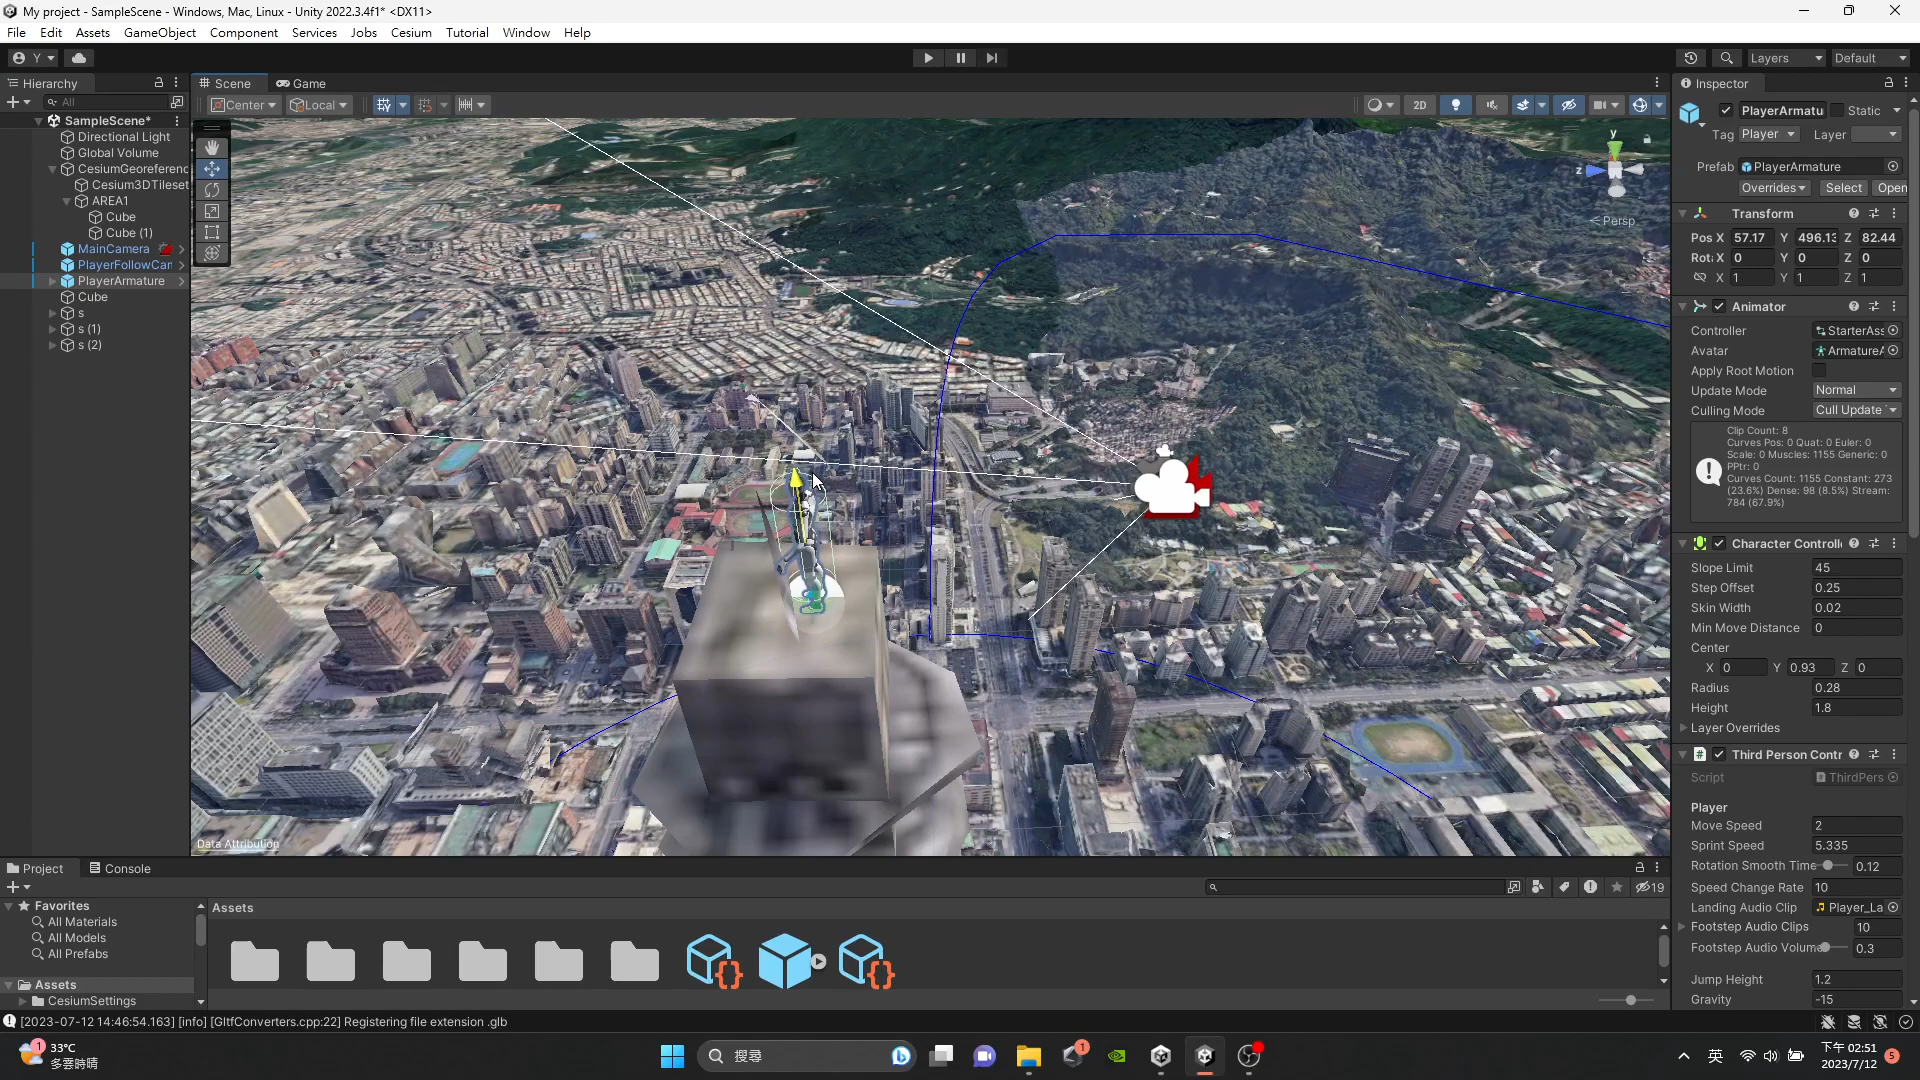 My project - SampleScene - Windows, Mac, Linux - Unity 2022.3.4f1* <DX11>
File Edit Assets GameObject Component Services Jobs Cesium Tutorial Window Help
Y Layers Default
Hierarchy
All
SampleScene*
Directional Light
Global Volume
CesiumGeoreferenc
Cesium3DTileset
AREA1
Cube
Cube (1)
MainCamera
PlayerFollowCan
PlayerArmature
Cube
s
s (1)
s (2)
Scene Game
Center Local 2D
y
z
Persp
Data Attribution
Inspector
PlayerArmatu Static
Tag Player Layer
Prefab PlayerArmature
Overrides Select Open
Transform
Pos X 57.17 Y 496.13 Z 82.44
Rot X 0 Y 0 Z 0
X 1 Y 1 Z 1
Animator
Controller StarterAss
Avatar ArmatureA
Apply Root Motion
Update Mode Normal
Culling Mode Cull Update
Clip Count: 8
Curves Pos: 0 Quat: 0 Euler: 0
Scale: 0 Muscles: 1155 Generic: 0
PPtr: 0
Curves Count: 1155 Constant: 273
(23.6%) Dense: 98 (8.5%) Stream:
784 (67.9%)
Character Controlle
Slope Limit 45
Step Offset 0.25
Skin Width 0.02
Min Move Distance 0
Center
X 0 Y 0.93 Z 0
Radius 0.28
Height 1.8
Layer Overrides
Third Person Contr
Script ThirdPers
Player
Move Speed 2
Sprint Speed 5.335
Rotation Smooth Time 0.12
Speed Change Rate 10
Landing Audio Clip Player_La
Footstep Audio Clips 10
Footstep Audio Volume 0.3
Jump Height 1.2
Gravity -15
Project Console
19
Favorites
All Materials
All Models
All Prefabs
Assets
CesiumSettings
Assets
[2023-07-12 14:46:54.163] [info] [GltfConverters.cpp:22] Registering file extension .glb
1
33°C
多雲時晴
搜尋
1
英
下午 02:51
2023/7/12
5